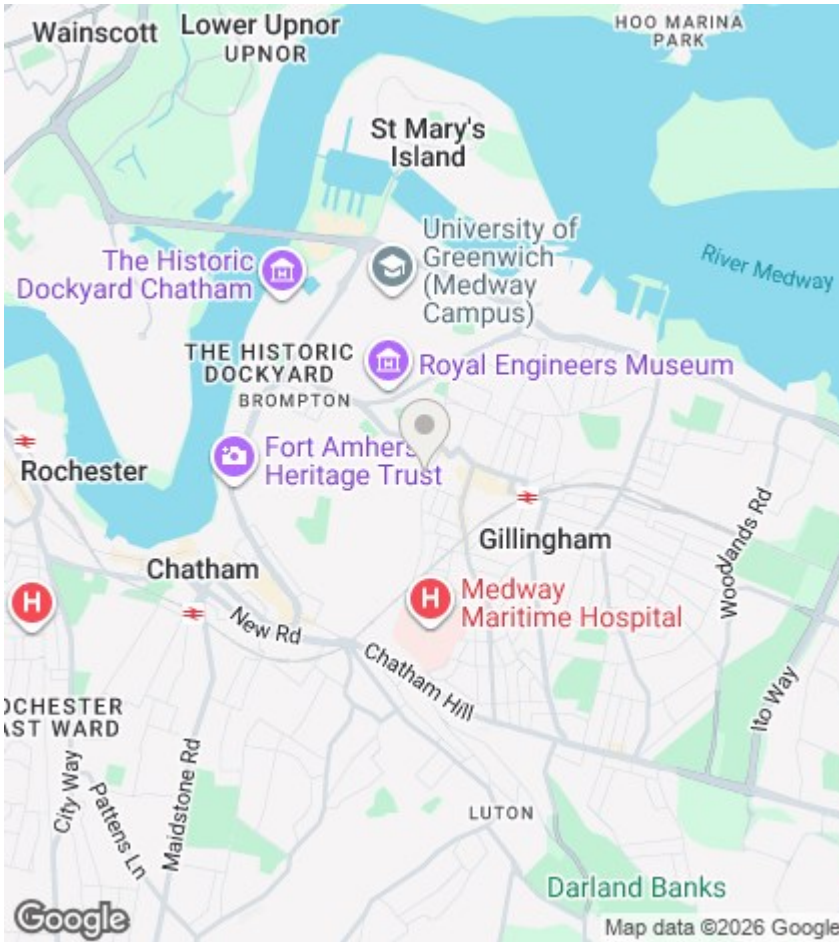 Wainscott
Lower Upnor
UPNOR
HOO MARINA
PARK
St Mary's
Island
University of
Greenwich
(Medway
Campus)
River Medway
The Historic
Dockyard Chatham
THE HISTORIC
DOCKYARD
BROMPTON
Royal Engineers Museum
Fort Amhers
Heritage Trust
Rochester
Gillingham
Woodlands Rd
Chatham
H
H
Medway
Maritime Hospital
New Rd
Chatham Hill
Ito Way
OCHESTER
AST WARD
City Way
Pattens Ln
Maidstone Rd
LUTON
Darland Banks
Google
Map data ©2026 Google